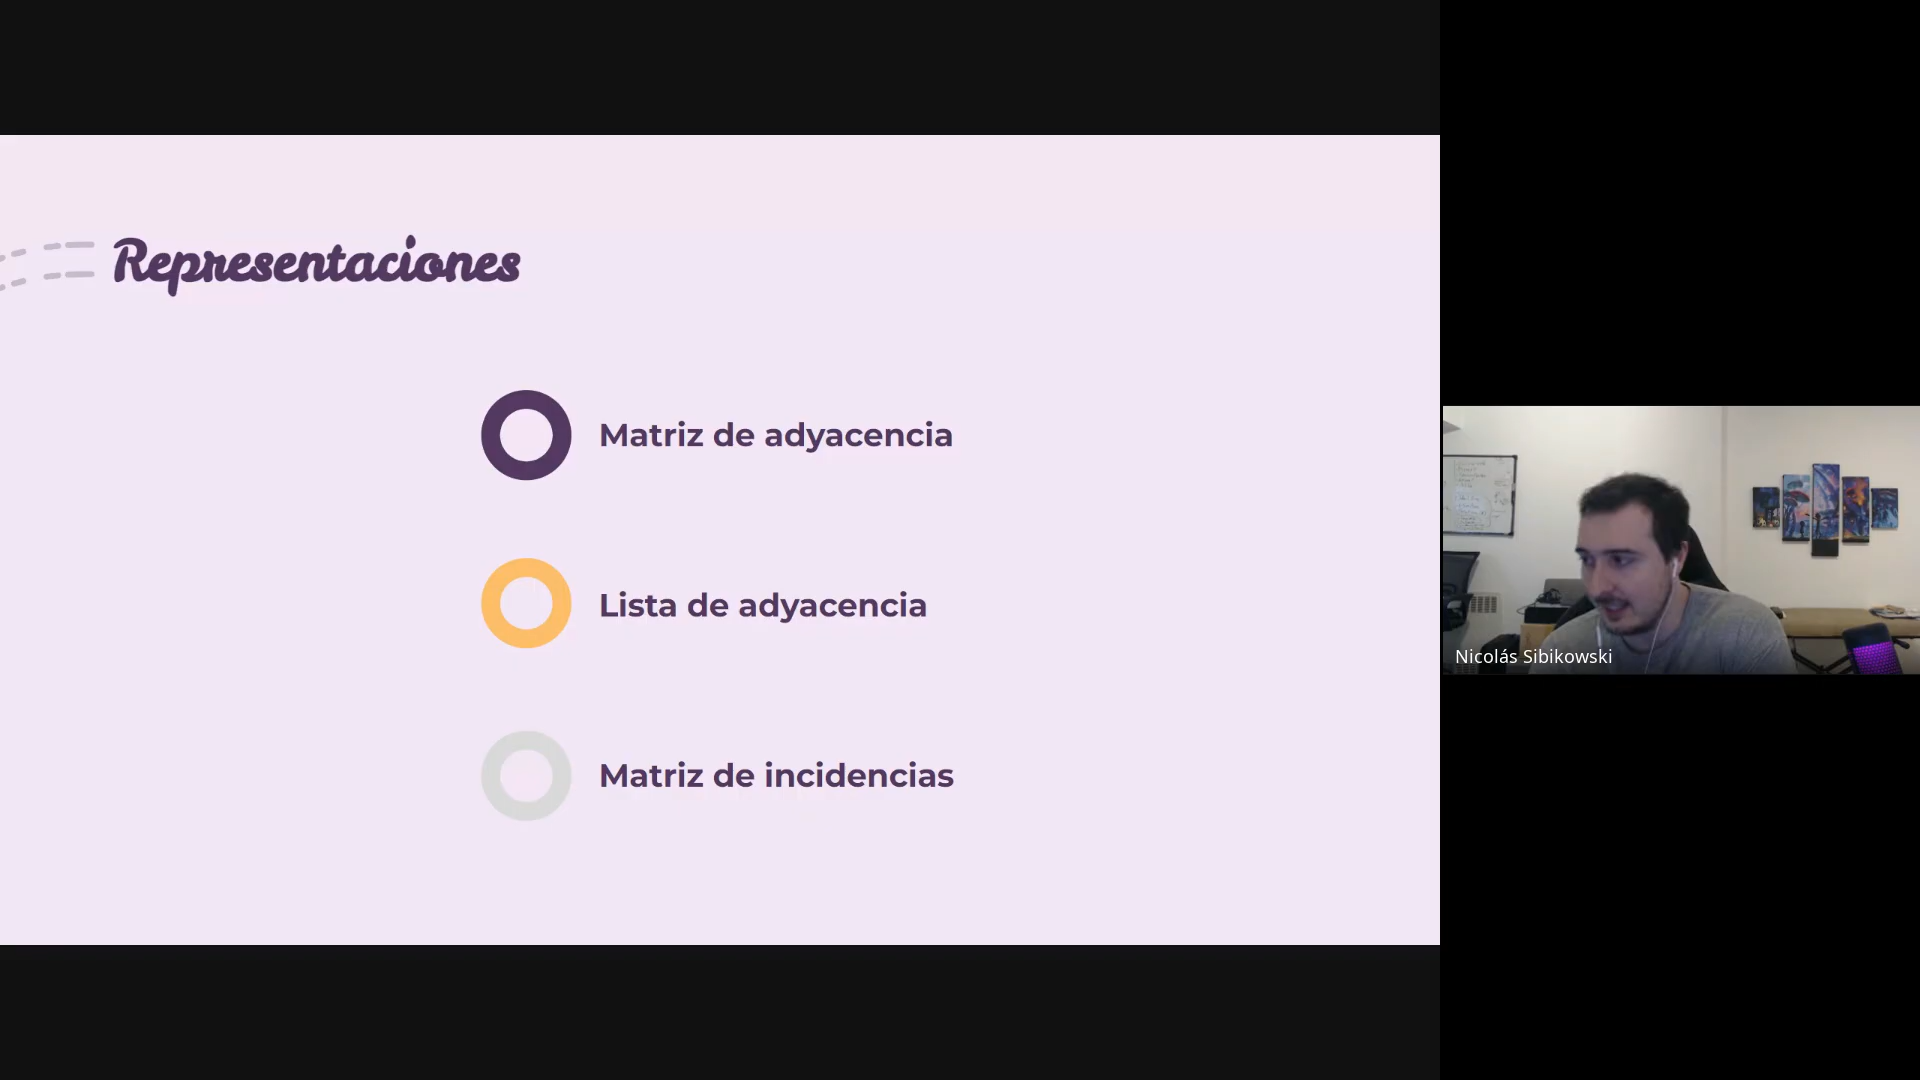 Representaciones
Matriz de adyacencia
Lista de adyacencia
Matriz de incidencias
Nicolás Sibikowski